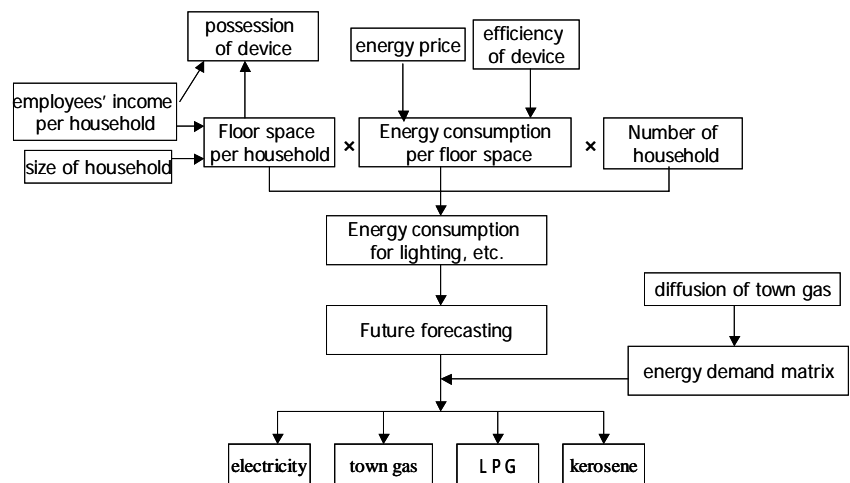 possession
of device
energy price
efficiency
of device
employees' income
per household
Floor space
per household
×
Energy consumption
per floor space
×
Number of
household
size of household
Energy consumption
for lighting, etc.
diffusion of town gas
Future forecasting
energy demand matrix
electricity
town gas
LPG
kerosene